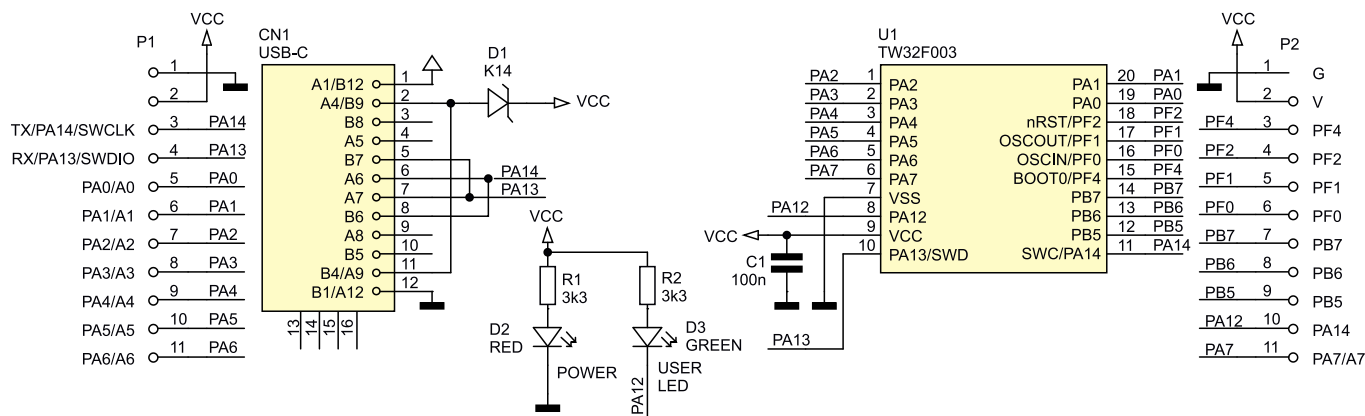 P1
VCC
1
2
TX/PA14/SWCLK 3 PA14
RX/PA13/SWDIO 4 PA13
PA0/A0 5 PA0
PA1/A1 6 PA1
PA2/A2 7 PA2
PA3/A3 8 PA3
PA4/A4 9 PA4
PA5/A5 10 PA5
PA6/A6 11 PA6
CN1
USB-C
A1/B12 1
A4/B9 2
B8 3
A5 4
B7 5
A6 6 PA14
A7 7 PA13
B6 8
A8 9
B5 10
B4/A9 11
B1/A12 12
13
14
15
16
D1
K14
VCC
VCC
R1
3k3
R2
3k3
D2
RED
POWER
D3
GREEN
USER
LED
PA12
U1
TW32F003
PA2 1 PA2
PA3 2 PA3
PA4 3 PA4
PA5 4 PA5
PA6 5 PA6
PA7 6 PA7
7 VSS
PA12 8 PA12
VCC 9 VCC
10 PA13/SWD
PA13
C1
100n
PA1 20 PA1
PA0 19 PA0
nRST/PF2 18 PF2
OSCOUT/PF1 17 PF1
OSCIN/PF0 16 PF0
BOOT0/PF4 15 PF4
PB7 14 PB7
PB6 13 PB6
PB5 12 PB5
SWC/PA14 11 PA14
VCC
P2
1 G
2 V
PF4 3 PF4
PF2 4 PF2
PF1 5 PF1
PF0 6 PF0
PB7 7 PB7
PB6 8 PB6
PB5 9 PB5
PA12 10 PA14
PA7 11 PA7/A7